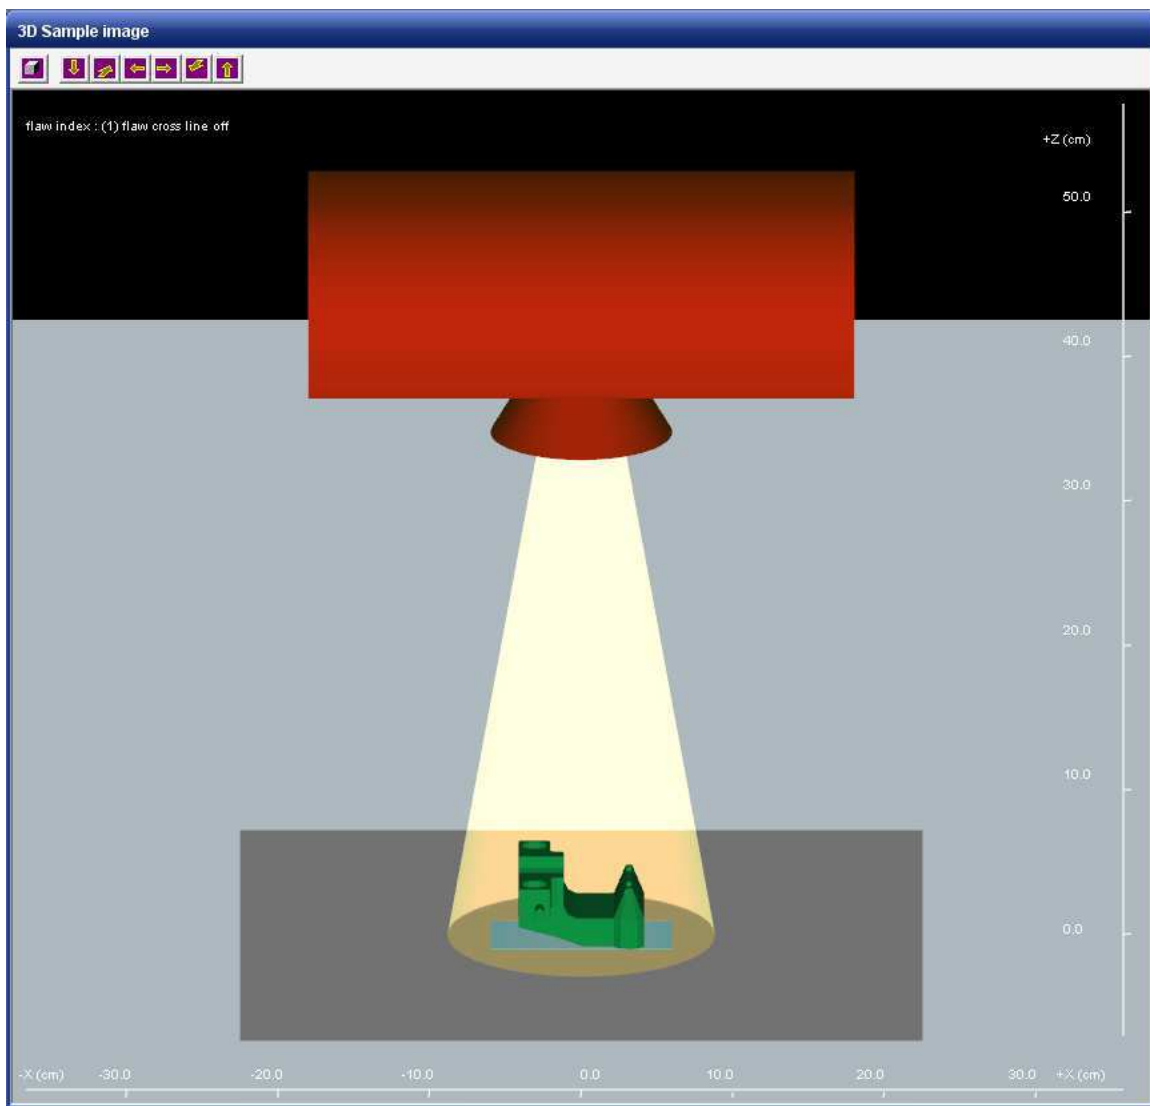 3D Sample image
flaw index : (1) flaw cross line off
+Z (cm)
50.0
40.0
30.0
20.0
10.0
0.0
-X (cm) -30.0 -20.0 -10.0 0.0 10.0 20.0 30.0 +X (cm)